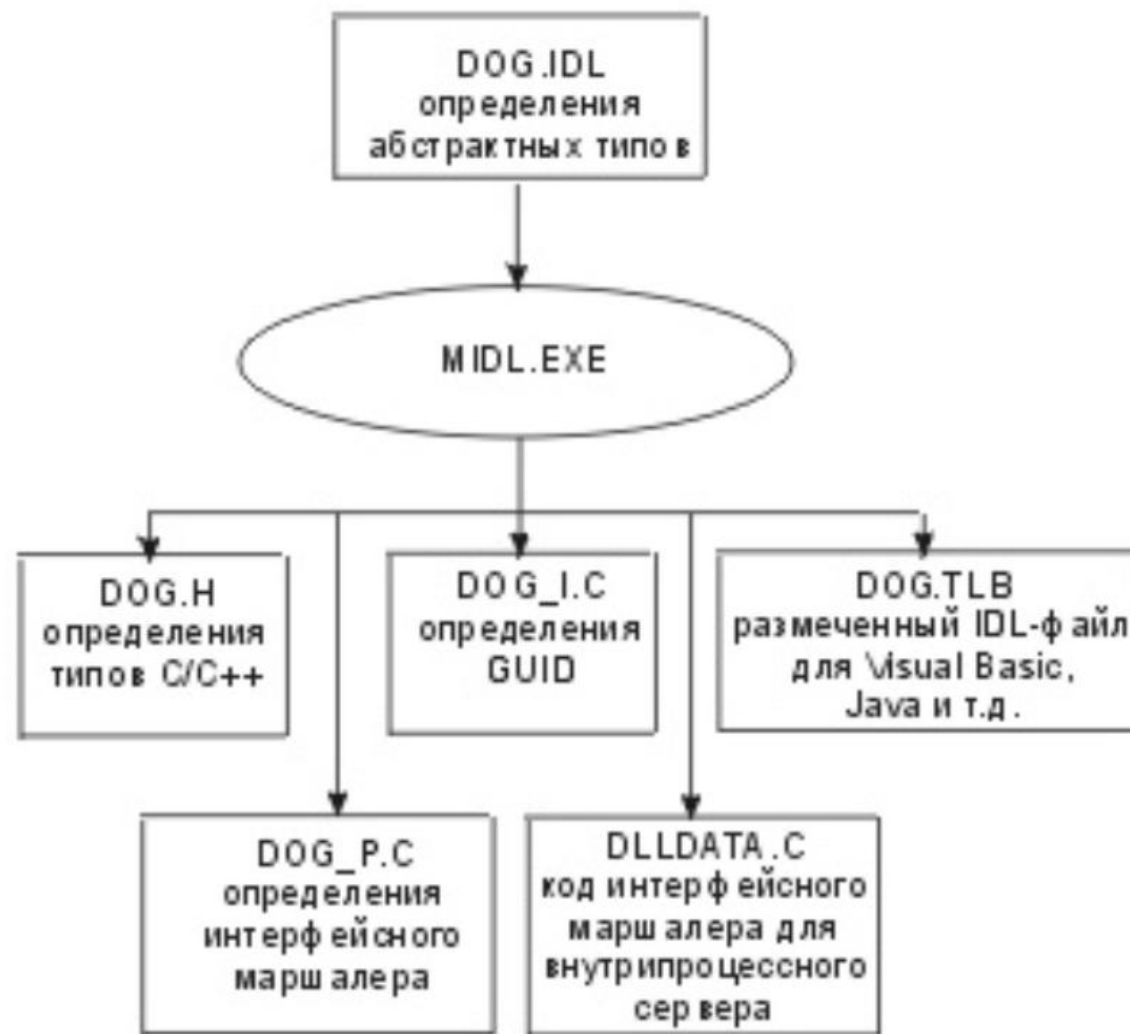 DOG.IDL
определения
абстрактных типов
MIDL.EXE
DOG.H
определения
типов C/C++
DOG_I.C
определения
GUID
DOG.TLB
размеченный IDL-файл
для Visual Basic,
Java и т.д.
DOG_P.C
определения
интерфейсного
маршалера
DLLDATA.C
код интерфейсного
маршалера для
внутрипроцессного
сервера